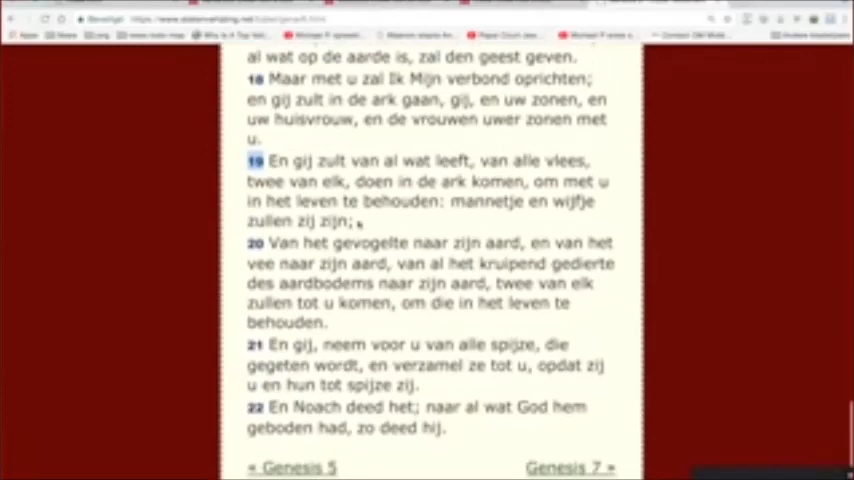 al wat op de aarde is, zal den geest geven.
18 Maar met u zal Ik Mijn verbond oprichten;
en gij zult in de ark gaan, gij, en uw zonen, en
uw huisvrouw, en de vrouwen uwer zonen met
u.
19 En gij zult van al wat leeft, van alle vlees,
twee van elk, doen in de ark komen, om met u
in het leven te behouden: mannetje en wijfje
zullen zij zijn;
20 Van het gevogelte naar zijn aard, en van het
vee naar zijn aard, van al het kruipend gedierte
des aardbodems naar zijn aard, twee van elk
zullen tot u komen, om die in het leven te
behouden.
21 En gij, neem voor u van alle spijze, die
gegeten wordt, en verzamel ze tot u, opdat zij
u en hun tot spijze zij.
22 En Noach deed het; naar al wat God hem
geboden had, zo deed hij.
« Genesis 5
Genesis 7 »